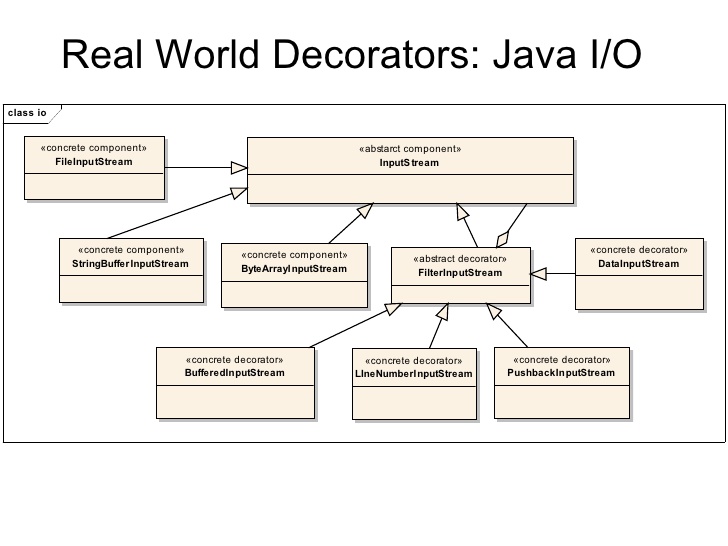 Real World Decorators: Java I/O
class io
«concrete component»
FileInputStream
«abstarct component»
InputStream
«concrete component»
StringBufferInputStream
«concrete component»
ByteArrayInputStream
«abstract decorator»
FilterInputStream
«concrete decorator»
DataInputStream
«concrete decorator»
BufferedInputStream
«concrete decorator»
LIneNumberInputStream
«concrete decorator»
PushbackInputStream